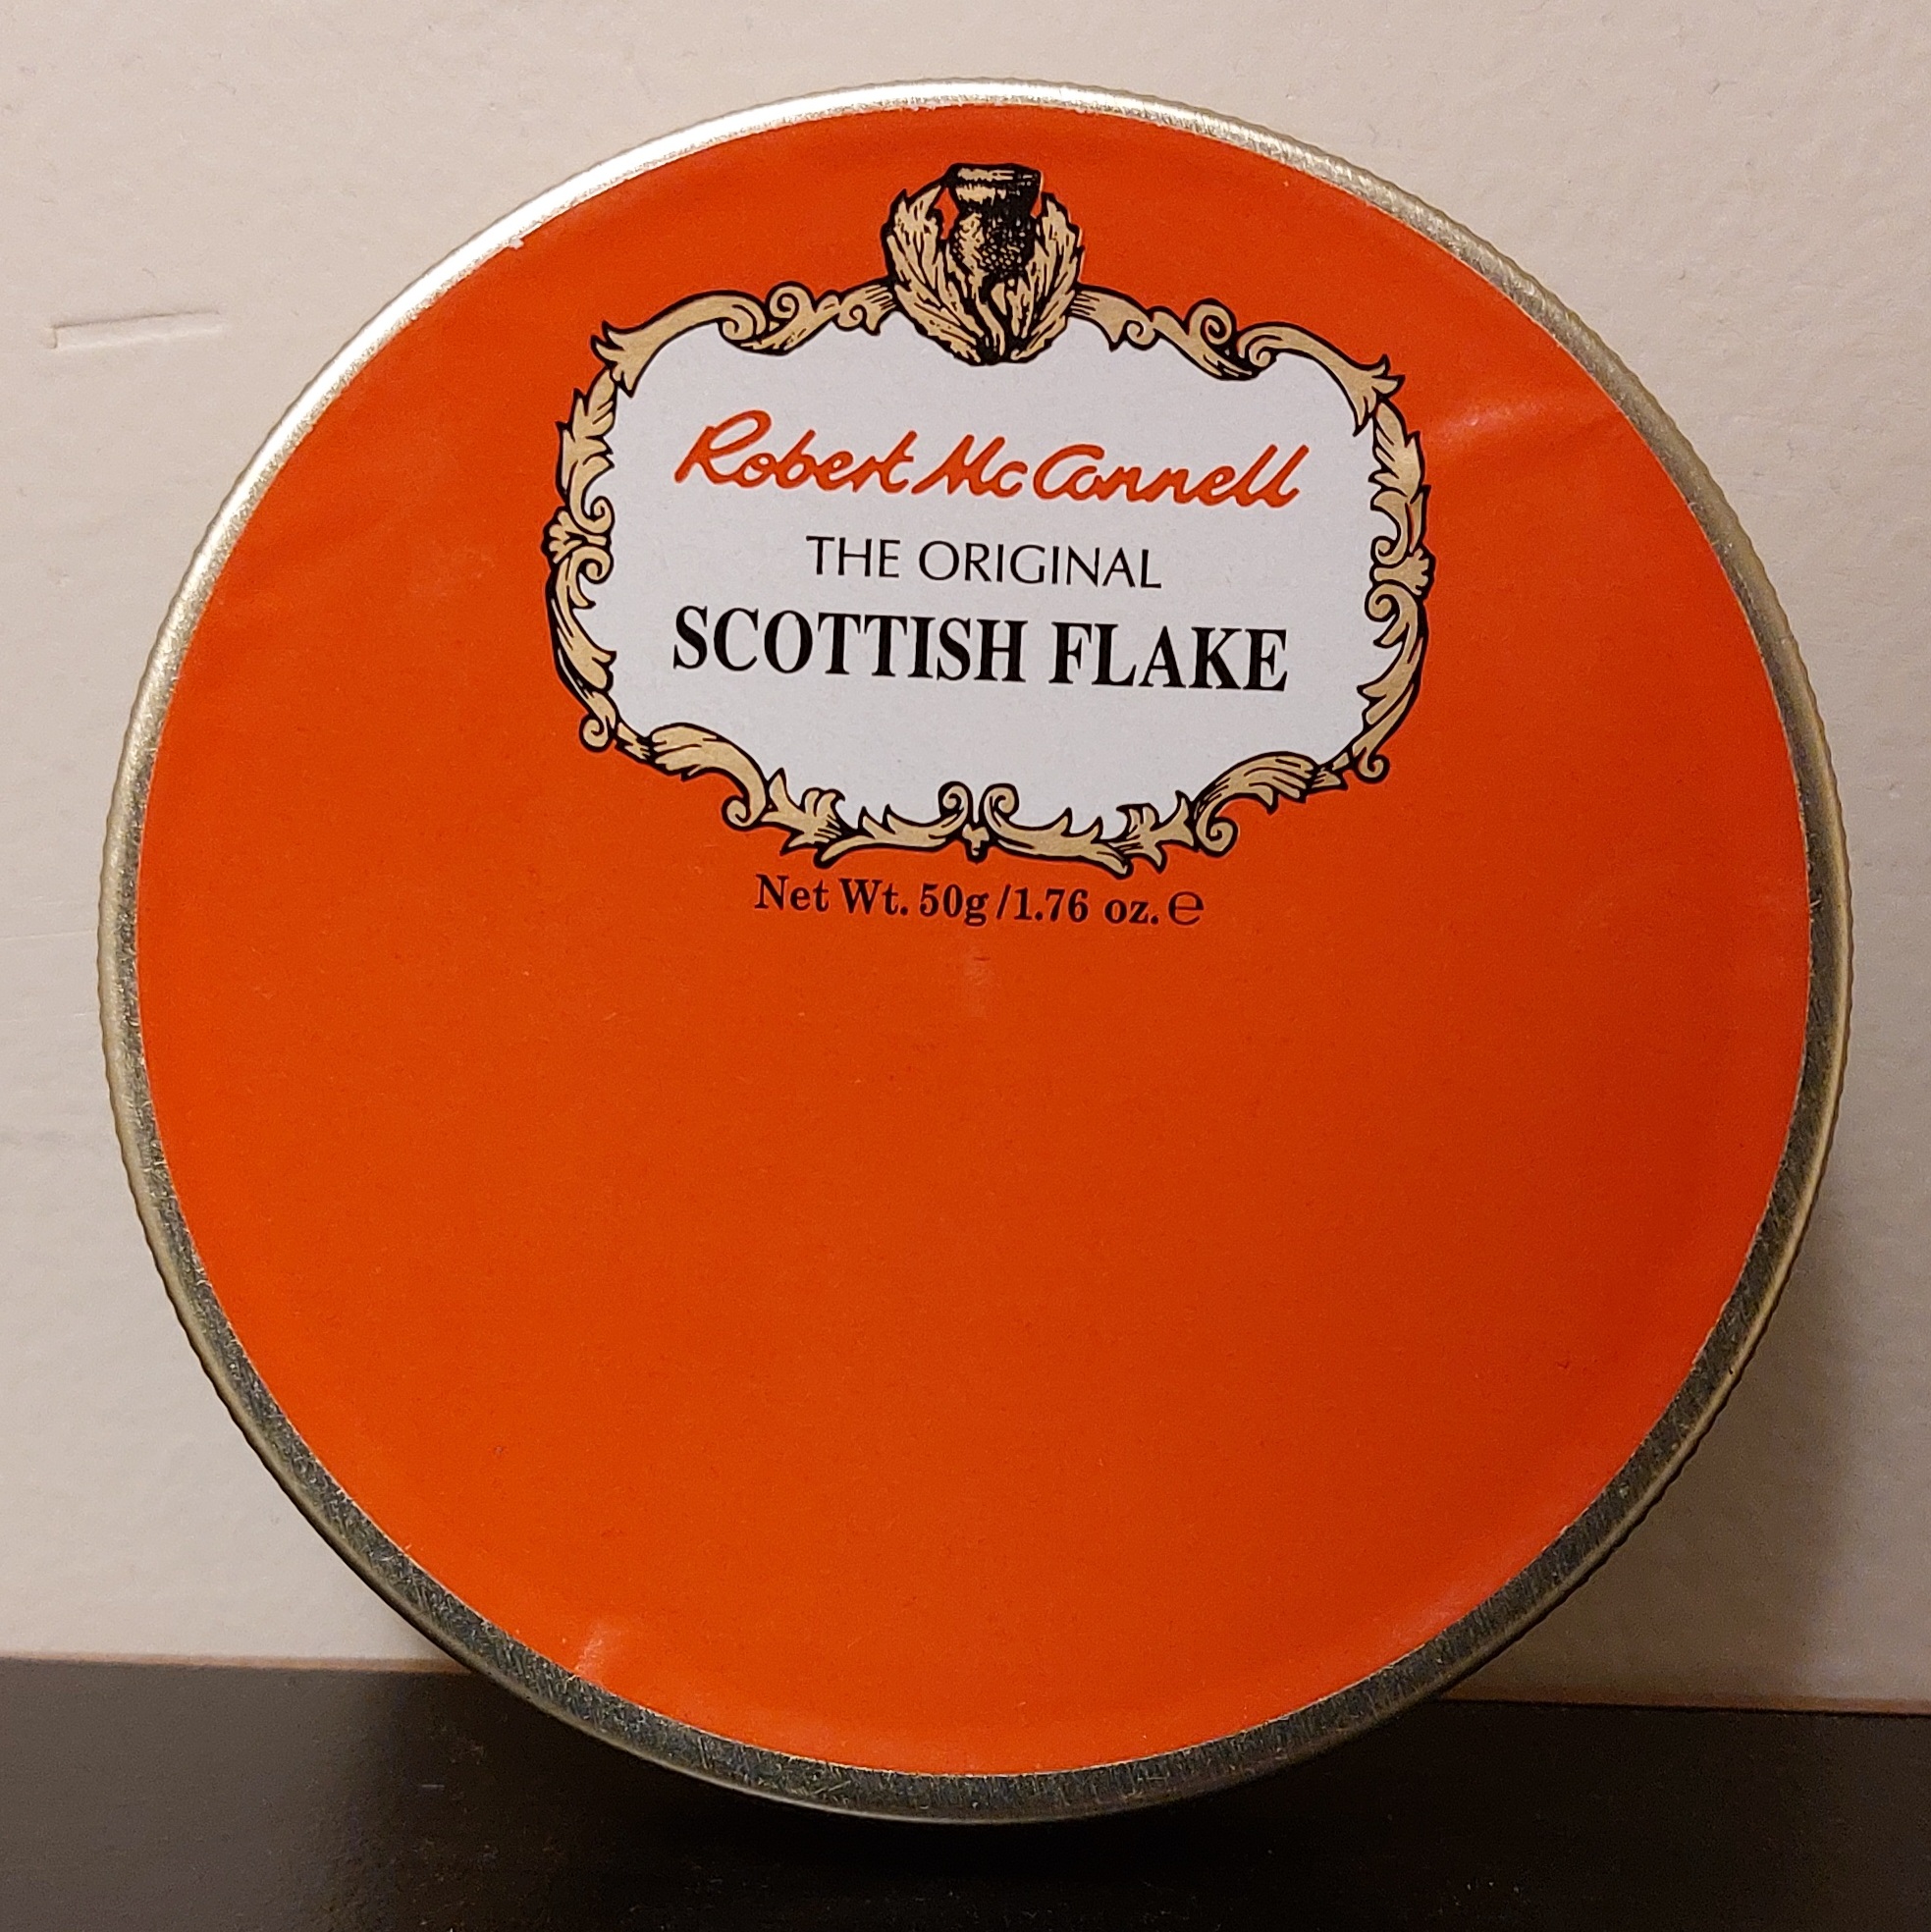 Robert McConnell
THE ORIGINAL
SCOTTISH FLAKE
Net Wt. 50g/1.76 oz. ℮